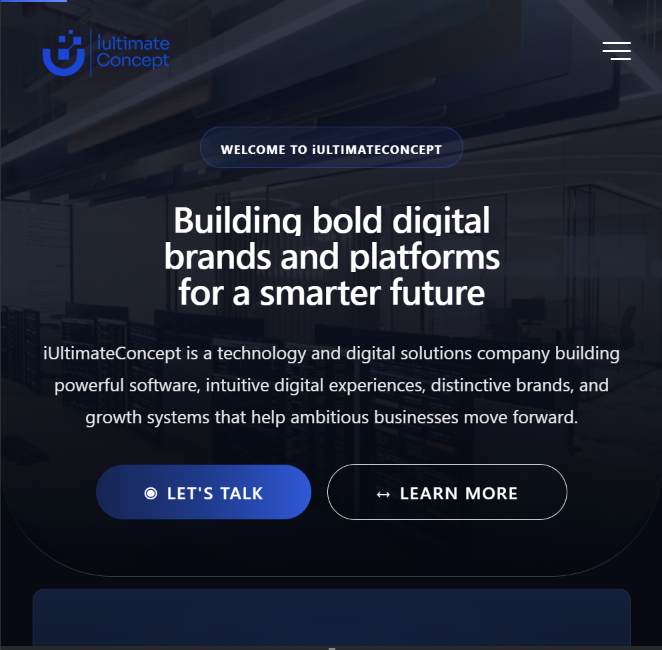 iultimate
Concept
WELCOME TO iULTIMATECONCEPT
Building bold digital
brands and platforms
for a smarter future
iUltimateConcept is a technology and digital solutions company building
powerful software, intuitive digital experiences, distinctive brands, and
growth systems that help ambitious businesses move forward.
LET'S TALK
LEARN MORE